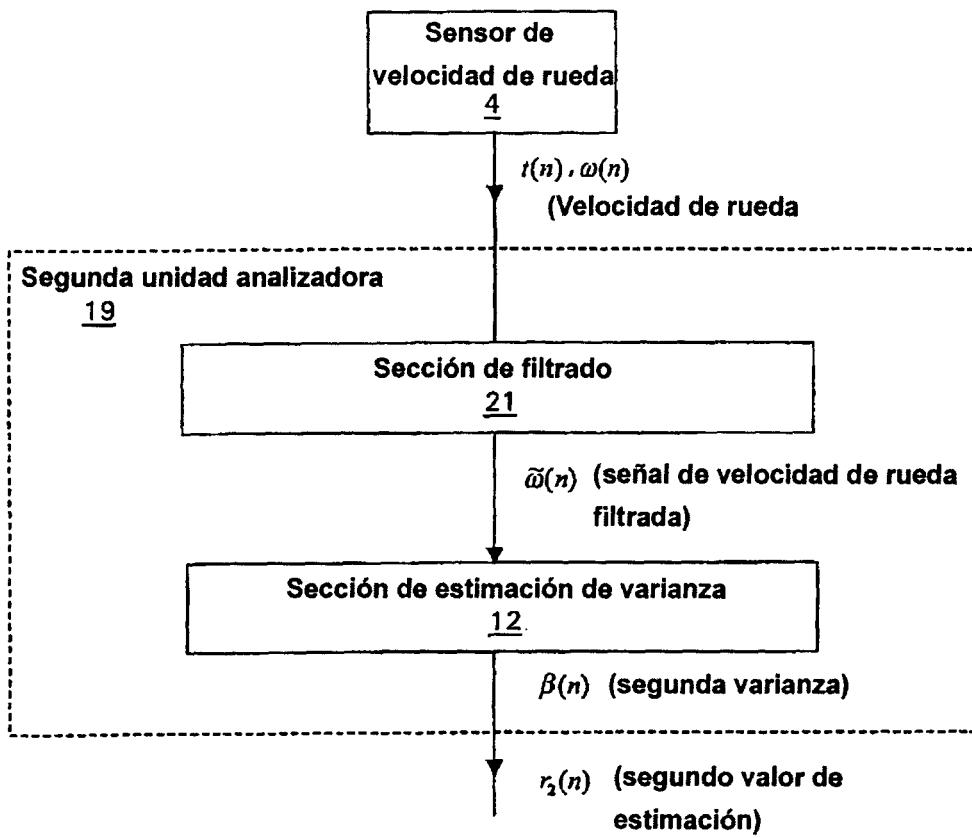 Sensor de
velocidad de rueda
4
t(n) , ω(n)
(Velocidad de rueda
Segunda unidad analizadora
19
Sección de filtrado
21
ω̃(n) (señal de velocidad de rueda
filtrada)
Sección de estimación de varianza
12
β(n) (segunda varianza)
r₂(n) (segundo valor de
estimación)